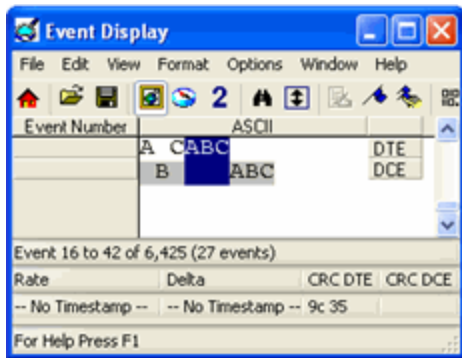 Event Display
File Edit View Format Options Window Help
2
Event Number ASCII
A CABC DTE
B ABC DCE
Event 16 to 42 of 6,425 (27 events)
Rate Delta CRC DTE CRC DCE
-- No Timestamp -- -- No Timestamp -- 9c 35
For Help Press F1